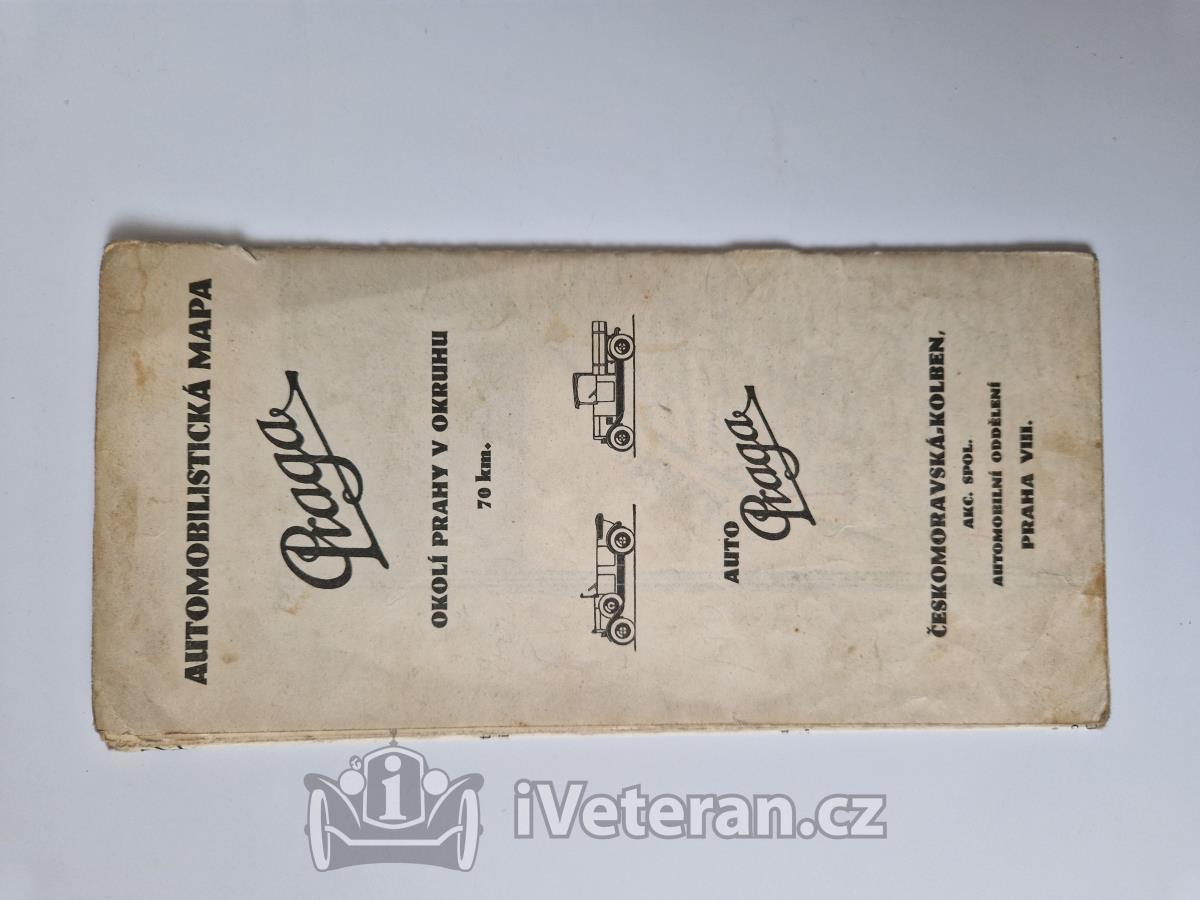 AUTOMOBILISTICKÁ MAPA
Praga
OKOLÍ PRAHY V OKRUHU
70 km.
AUTO
Praga
ČESKOMORAVSKÁ-KOLBEN,
AKC. SPOL.
AUTOMOBILNÍ ODDĚLENÍ
PRAHA VIII.
i
iVeteran.cz